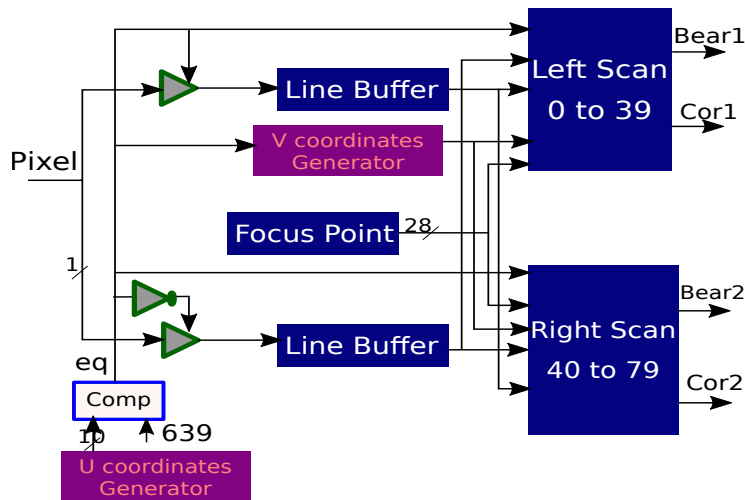 Bear1
Left Scan
0 to 39
Line Buffer
Cor1
V coordinates
Generator
Pixel
28
Focus Point
1
Bear2
Right Scan
Line Buffer
eq
40 to 79
Comp
Cor2
10
639
U coordinates
Generator